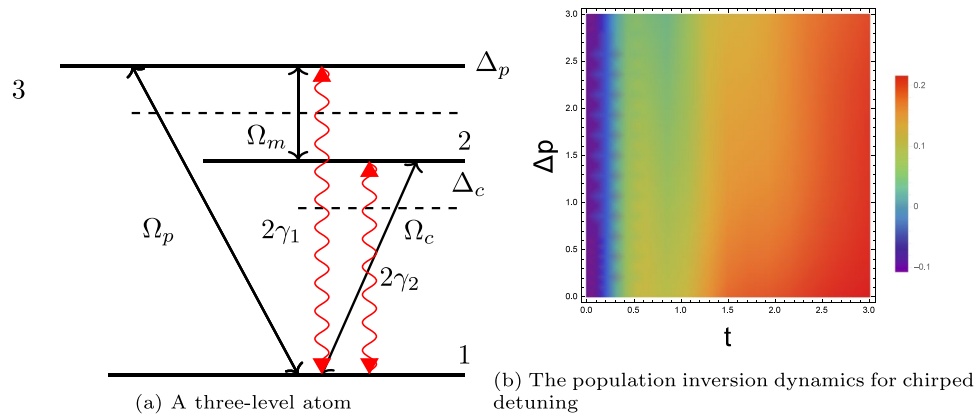 3
Δₚ
Ωₘ
2
Δ_c
Ωₚ
2γ₁
Ω_c
2γ₂
1
(a) A three-level atom
3.0
2.5
2.0
1.5
1.0
0.5
0.0
Δp
0.0 0.5 1.0 1.5 2.0 2.5 3.0
t
0.2
0.1
0
−0.1
(b) The population inversion dynamics for chirped
detuning